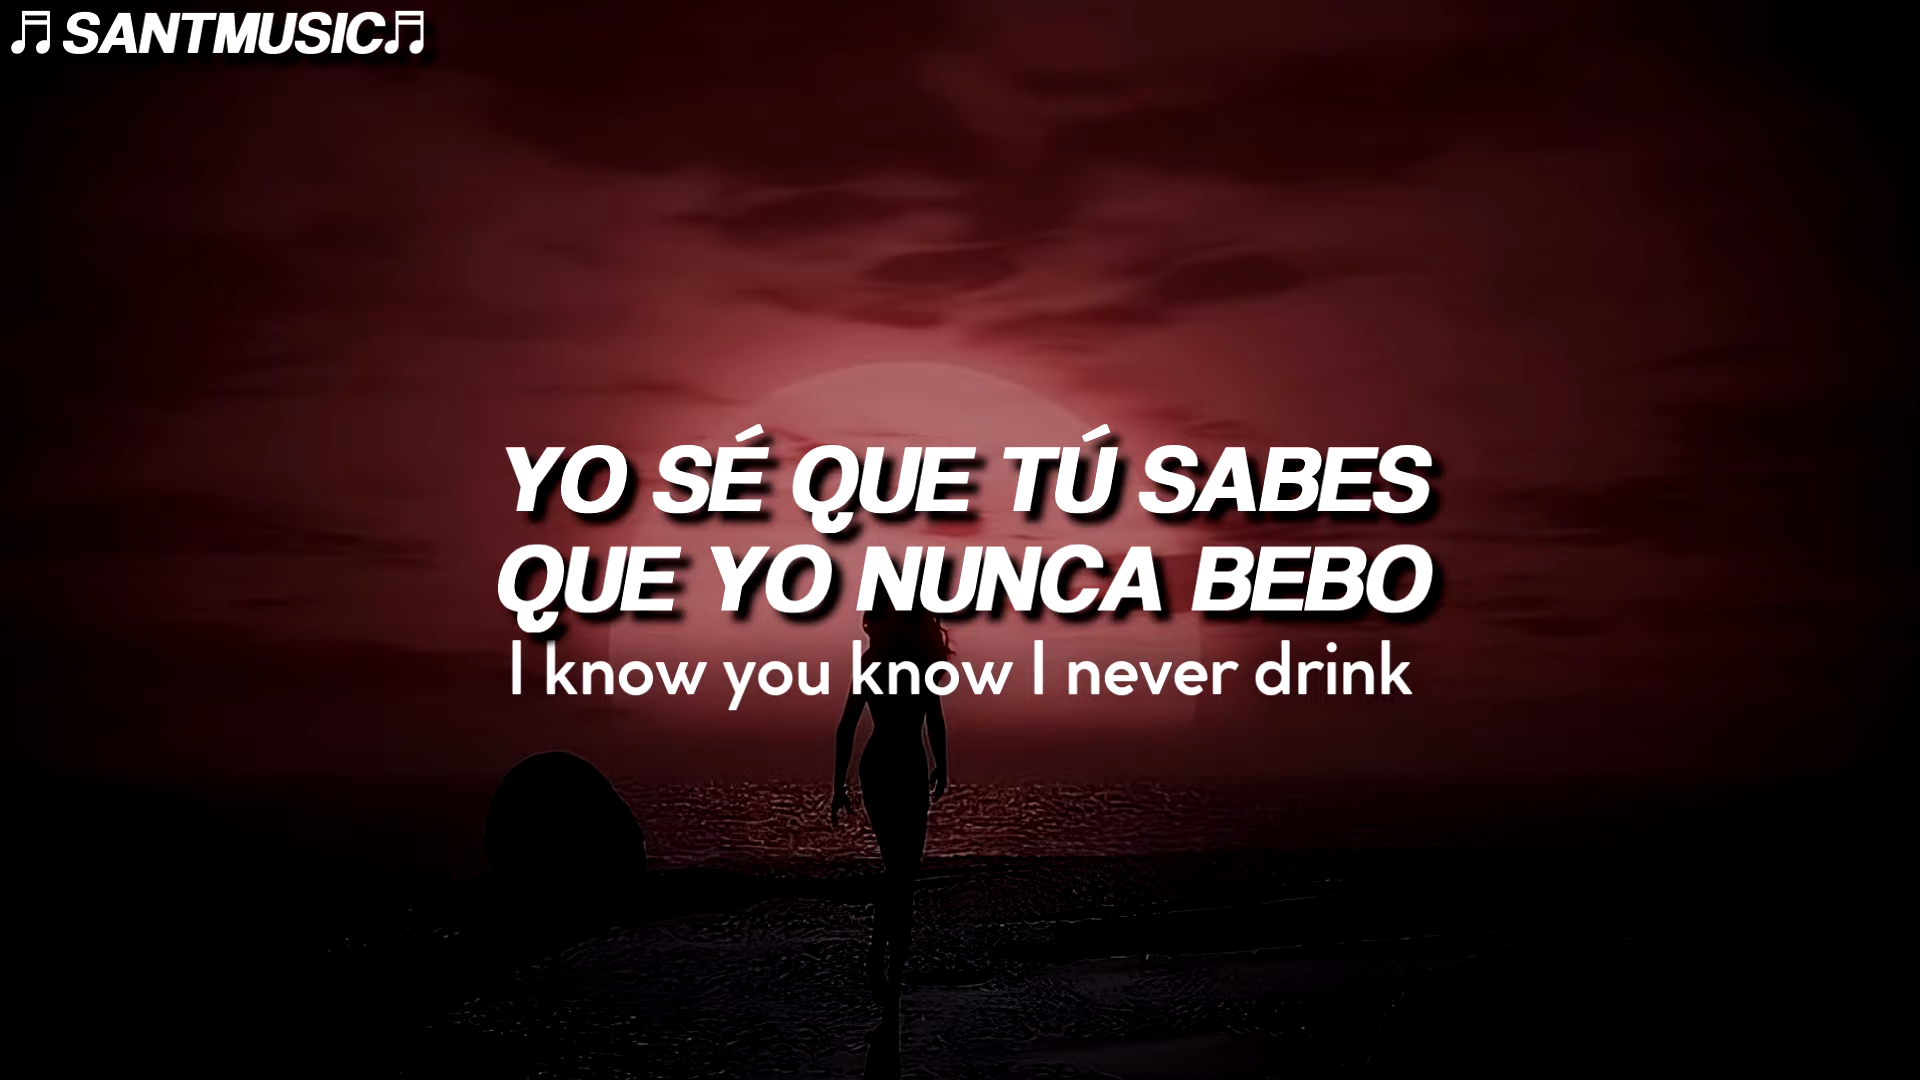 ♫SANTMUSIC♫
YO SÉ QUE TÚ SABES
QUE YO NUNCA BEBO
I know you know I never drink